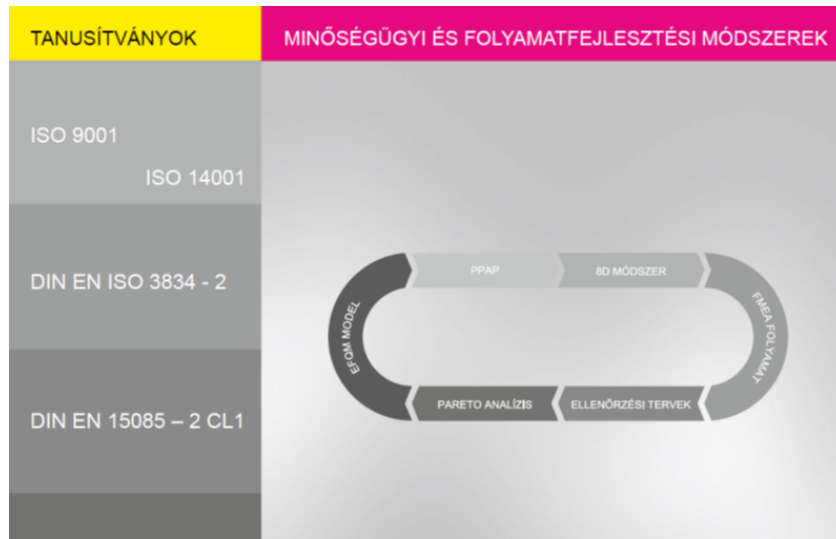 TANUSÍTVÁNYOK
MINŐSÉGÜGYI ÉS FOLYAMATFEJLESZTÉSI MÓDSZEREK
ISO 9001
ISO 14001
DIN EN ISO 3834 - 2
DIN EN 15085 – 2 CL1
PPAP
8D MÓDSZER
FMEA FOLYAMAT
ELLENŐRZÉSI TERVEK
PARETO ANALÍZIS
EFQM MODEL